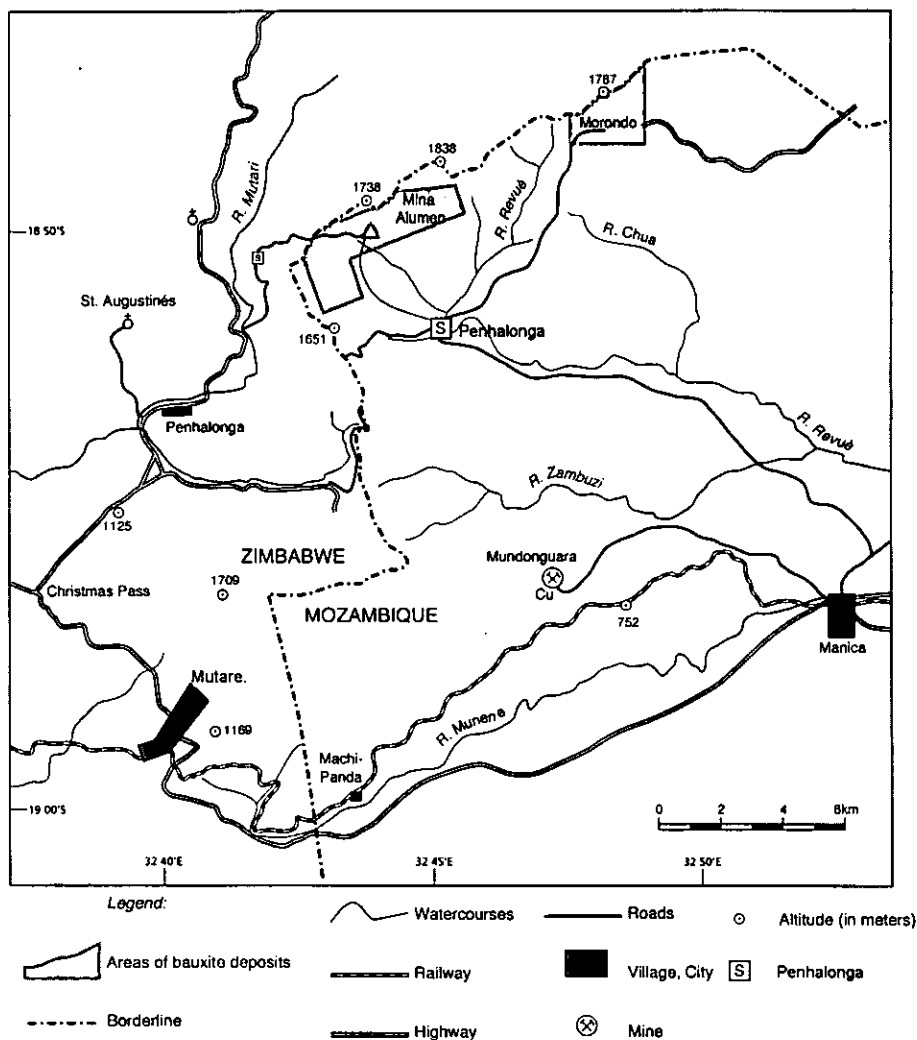 1787
Morondo
1838
1738
Mina
Alumen
R. Mutari
R. Revuè
R. Chua
18 50'S
S
St. Augustinés
1651
S
Penhalonga
Penhalonga
R. Revuè
R. Zambuzi
1125
ZIMBABWE
Mundonguara
Cu
Christmas Pass
1709
MOZAMBIQUE
752
Manica
Mutare.
1169
R. Munene
Machi-
Panda
19 00'S
0 2 4 6km
32 40'E
32 45'E
32 50'E
Legend:
Watercourses
Roads
Altitude (in meters)
Areas of bauxite deposits
Railway
Village, City
S
Penhalonga
Borderline
Highway
Mine